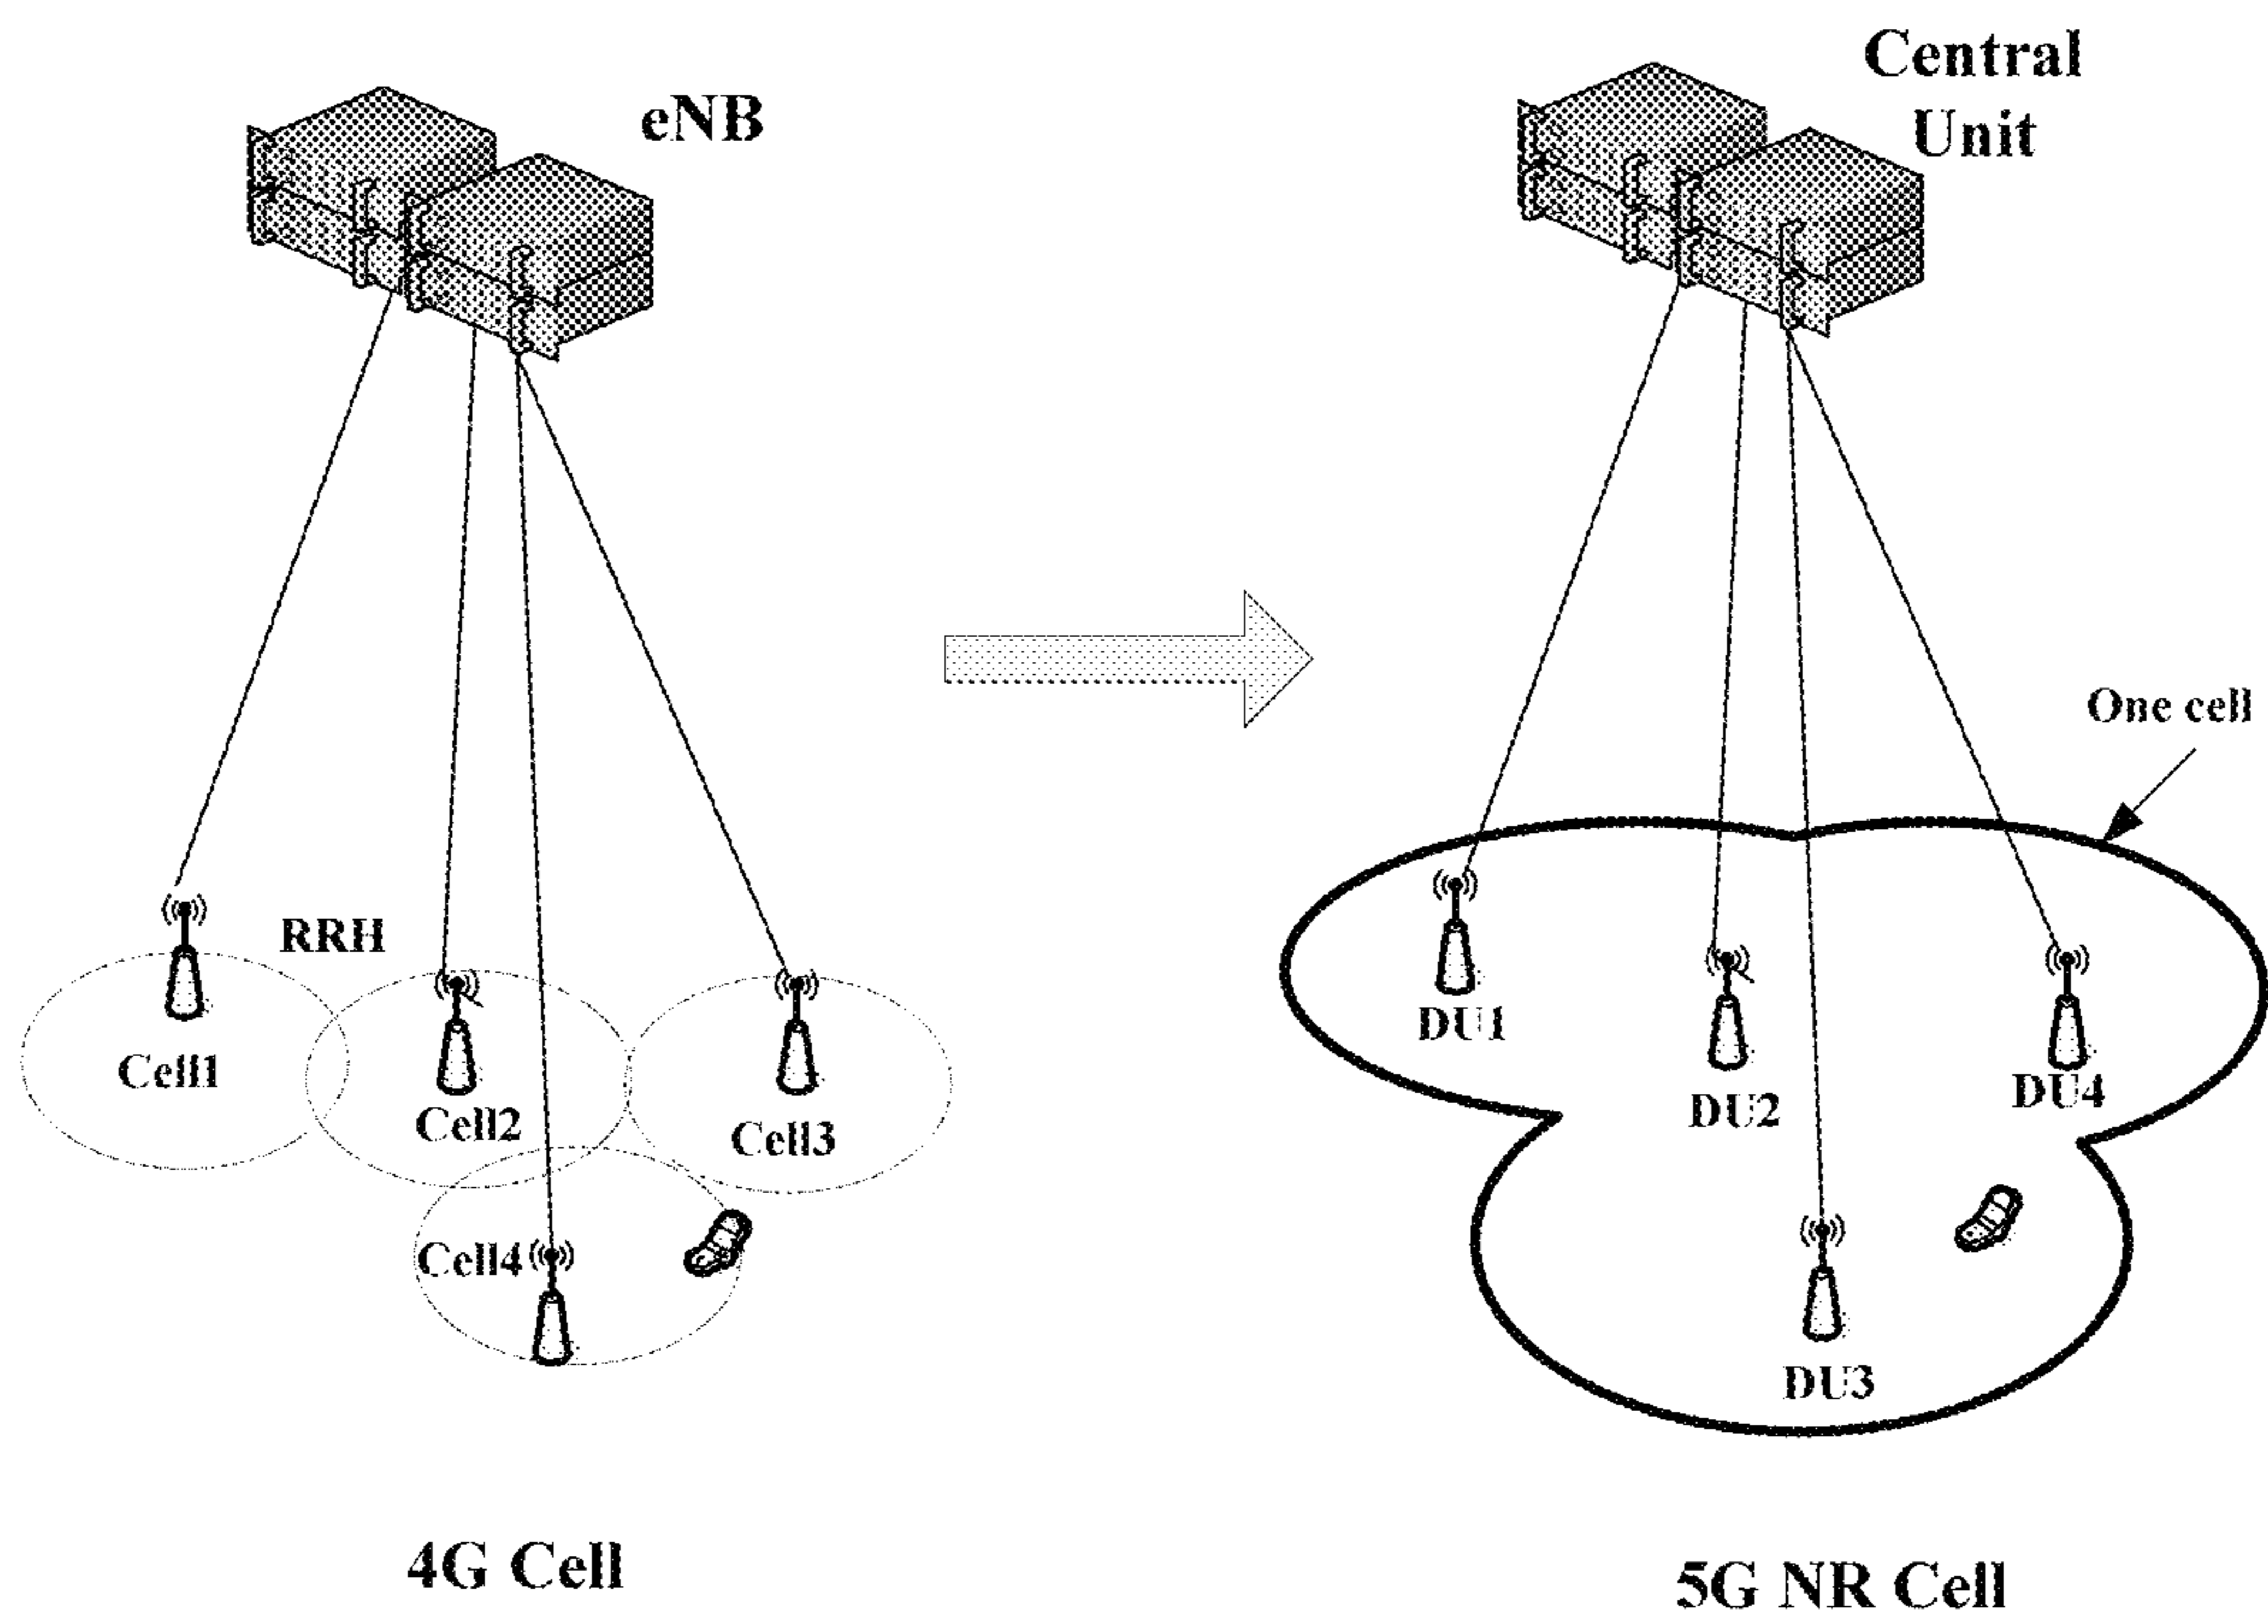 eNB
Central
Unit
One cell
RRH
Cell1
Cell2
Cell3
Cell4
DU1
DU2
DU4
DU3
4G Cell
5G NR Cell